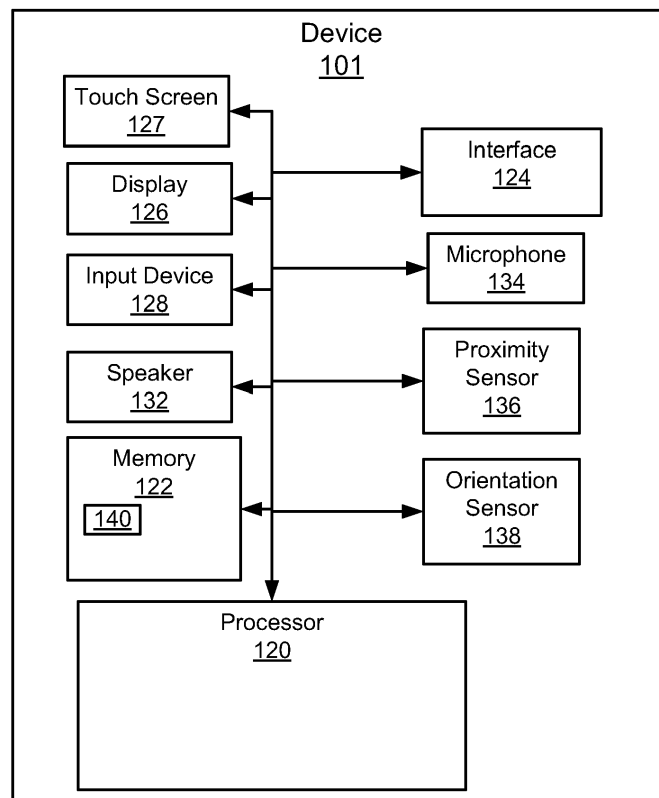 Device
101
Touch Screen
127
Display
126
Input Device
128
Speaker
132
Memory
122
140
Interface
124
Microphone
134
Proximity
Sensor
136
Orientation
Sensor
138
Processor
120